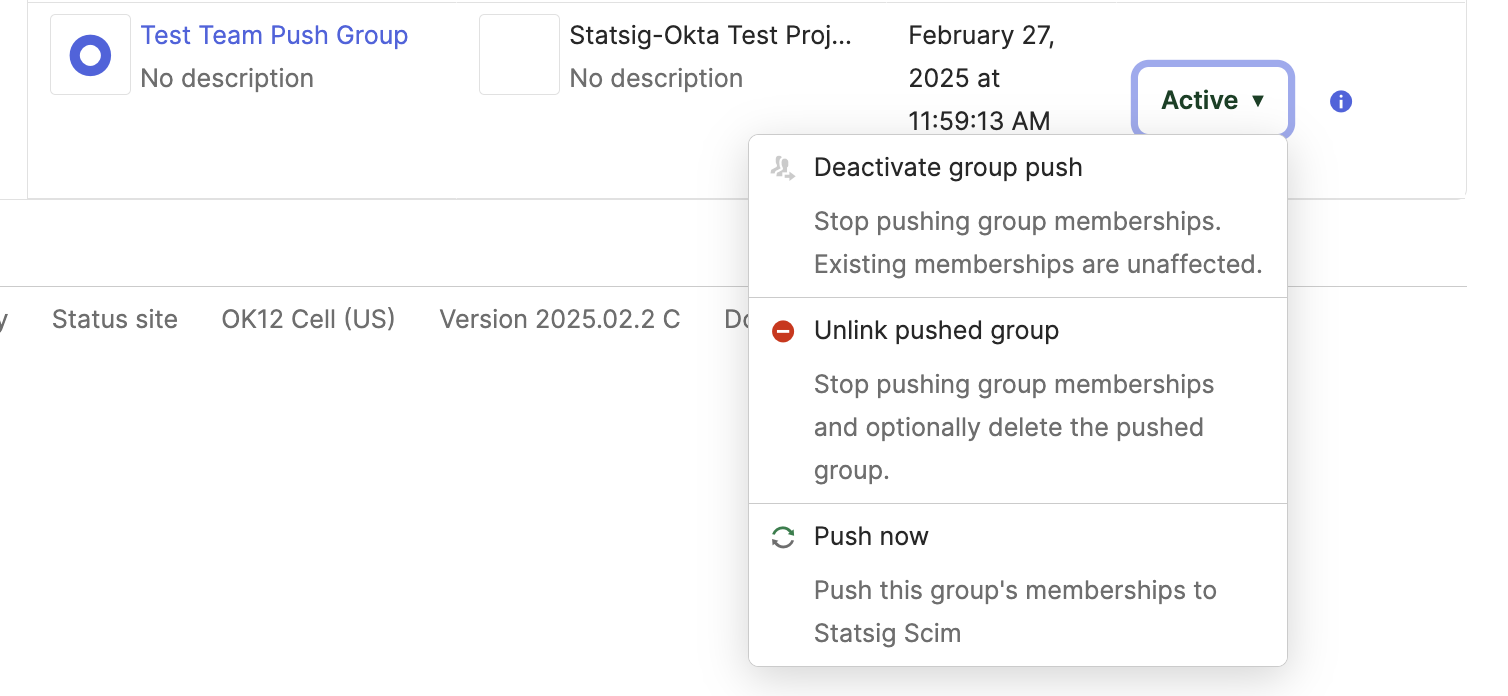 Test Team Push Group
No description
Statsig-Okta Test Proj...
No description
February 27,
2025 at
11:59:13 AM
Active ▼
Deactivate group push
Stop pushing group memberships.
Existing memberships are unaffected.
Unlink pushed group
Stop pushing group memberships
and optionally delete the pushed
group.
Push now
Push this group's memberships to
Statsig Scim
Status site OK12 Cell (US) Version 2025.02.2 C